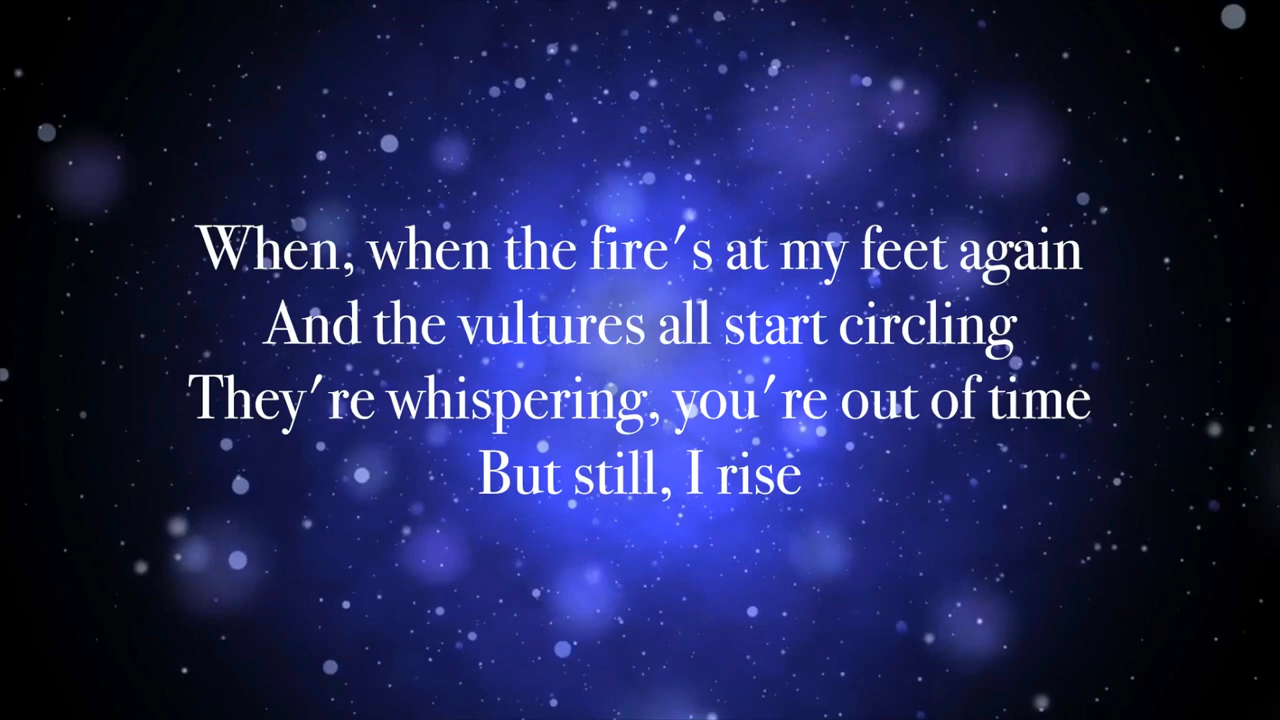 When, when the fire's at my feet again
And the vultures all start circling
They're whispering, you're out of time
But still, I rise